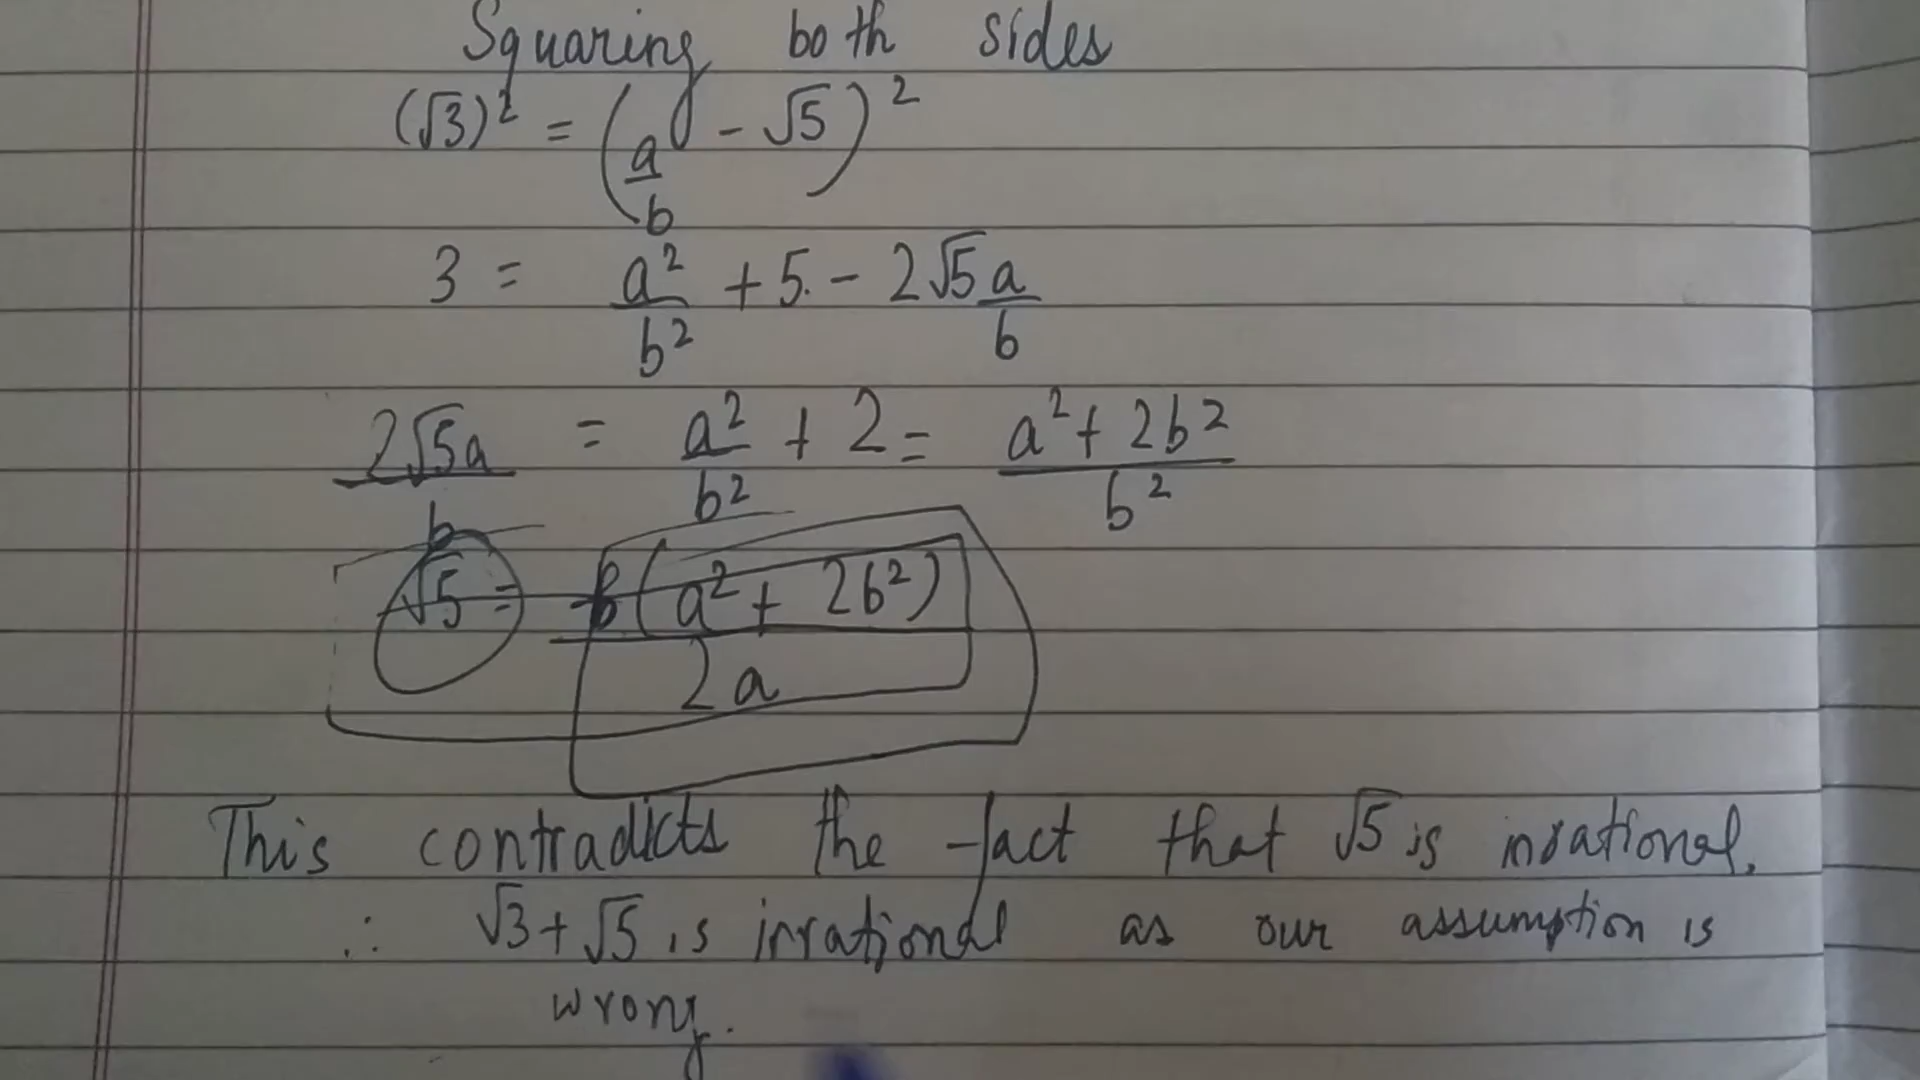 Squaring both sides
(√3)² = (a/b - √5)²
3 = a²/b² + 5 - 2√5a/b
2√5a/b = a²/b² + 2 = a² + 2b²/b²
√5 = (a² + 2b²)/2a
This contradicts the fact that √5 is irrational.
∴ √3 + √5 is irrational as our assumption is
wrong.